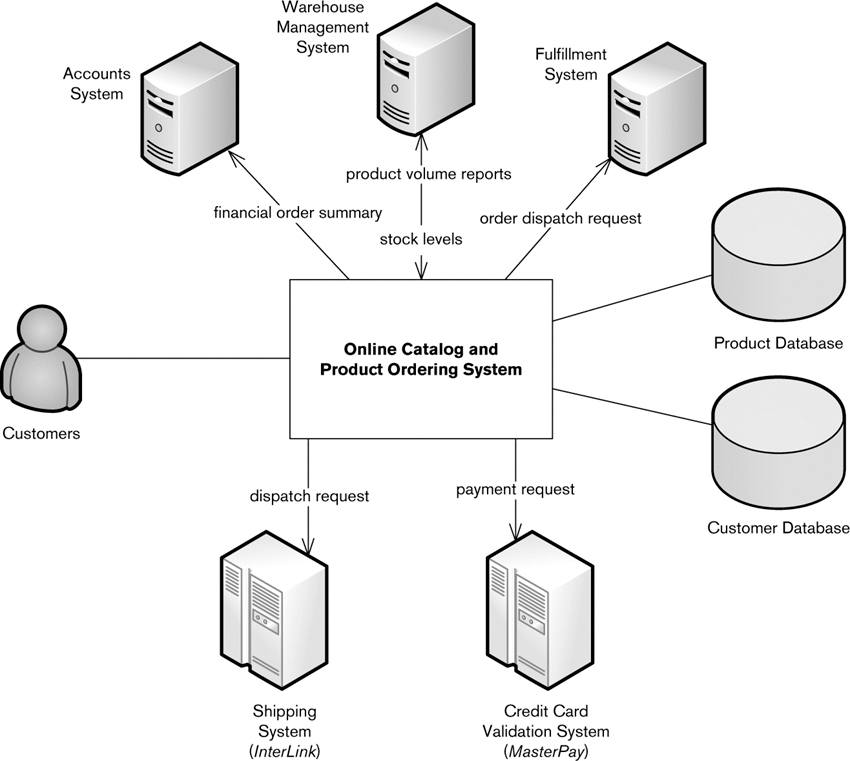 Warehouse
Management
System
Accounts
System
Fulfillment
System
product volume reports
financial order summary
order dispatch request
stock levels
Product Database
Online Catalog and
Product Ordering System
Customers
dispatch request
payment request
Customer Database
Shipping
System
(InterLink)
Credit Card
Validation System
(MasterPay)